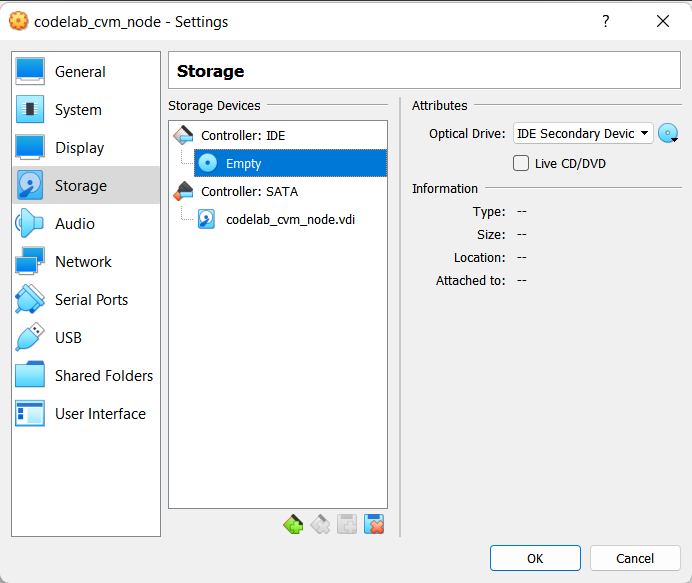 codelab_cvm_node - Settings
?
General
System
Display
Storage
Audio
Network
Serial Ports
USB
Shared Folders
User Interface
Storage
Storage Devices
Controller: IDE
Empty
Controller: SATA
codelab_cvm_node.vdi
Attributes
Optical Drive: IDE Secondary Devic
Live CD/DVD
Information
Type: --
Size: --
Location: --
Attached to: --
OK
Cancel